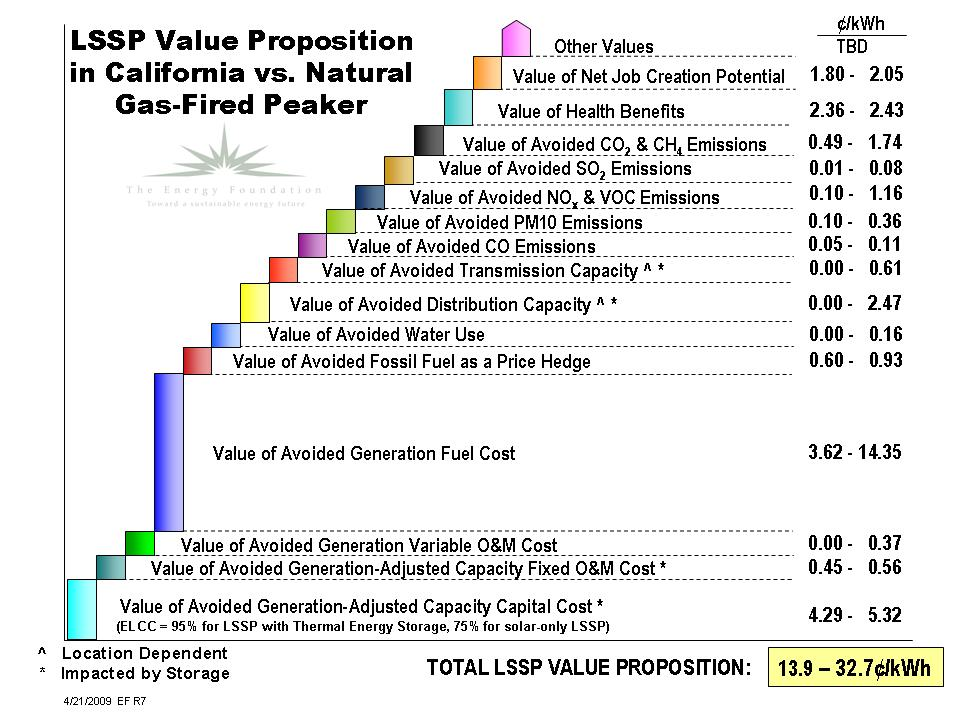 LSSP Value Proposition
in California vs. Natural
Gas-Fired Peaker
The Energy Foundation
Toward a sustainable energy future
¢/kWh
Other Values TBD
Value of Net Job Creation Potential 1.80 - 2.05
Value of Health Benefits 2.36 - 2.43
Value of Avoided CO2 & CH4 Emissions 0.49 - 1.74
Value of Avoided SO2 Emissions 0.01 - 0.08
Value of Avoided NOx & VOC Emissions 0.10 - 1.16
Value of Avoided PM10 Emissions 0.10 - 0.36
Value of Avoided CO Emissions 0.05 - 0.11
Value of Avoided Transmission Capacity ^ * 0.00 - 0.61
Value of Avoided Distribution Capacity ^ * 0.00 - 2.47
Value of Avoided Water Use 0.00 - 0.16
Value of Avoided Fossil Fuel as a Price Hedge 0.60 - 0.93
Value of Avoided Generation Fuel Cost 3.62 - 14.35
Value of Avoided Generation Variable O&M Cost 0.00 - 0.37
Value of Avoided Generation-Adjusted Capacity Fixed O&M Cost * 0.45 - 0.56
Value of Avoided Generation-Adjusted Capacity Capital Cost * 4.29 - 5.32
(ELCC = 95% for LSSP with Thermal Energy Storage, 75% for solar-only LSSP)
^ Location Dependent
* Impacted by Storage
TOTAL LSSP VALUE PROPOSITION: 13.9 – 32.7¢/kWh
4/21/2009 EF R7